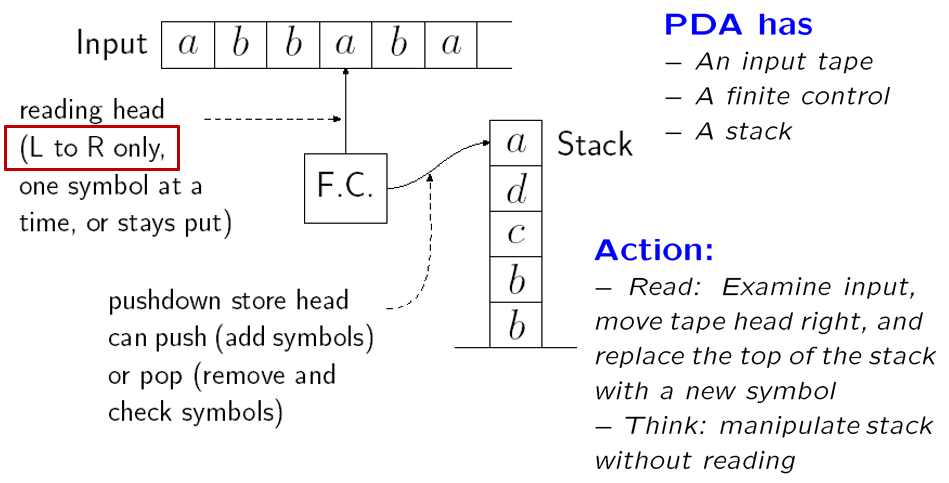 Input a b b a b a
PDA has
– An input tape
– A finite control
– A stack
reading head
(L to R only,
one symbol at a
time, or stays put)
F.C.
a
d
c
b
b
Stack
pushdown store head
can push (add symbols)
or pop (remove and
check symbols)
Action:
– Read: Examine input,
move tape head right, and
replace the top of the stack
with a new symbol
– Think: manipulate stack
without reading